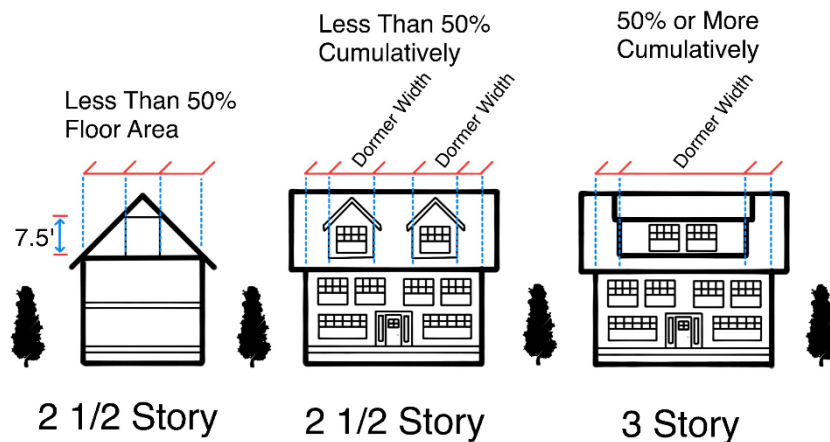 Less Than 50%
Floor Area
7.5'
2 1/2 Story
Less Than 50%
Cumulatively
Dormer Width
Dormer Width
2 1/2 Story
50% or More
Cumulatively
Dormer Width
3 Story